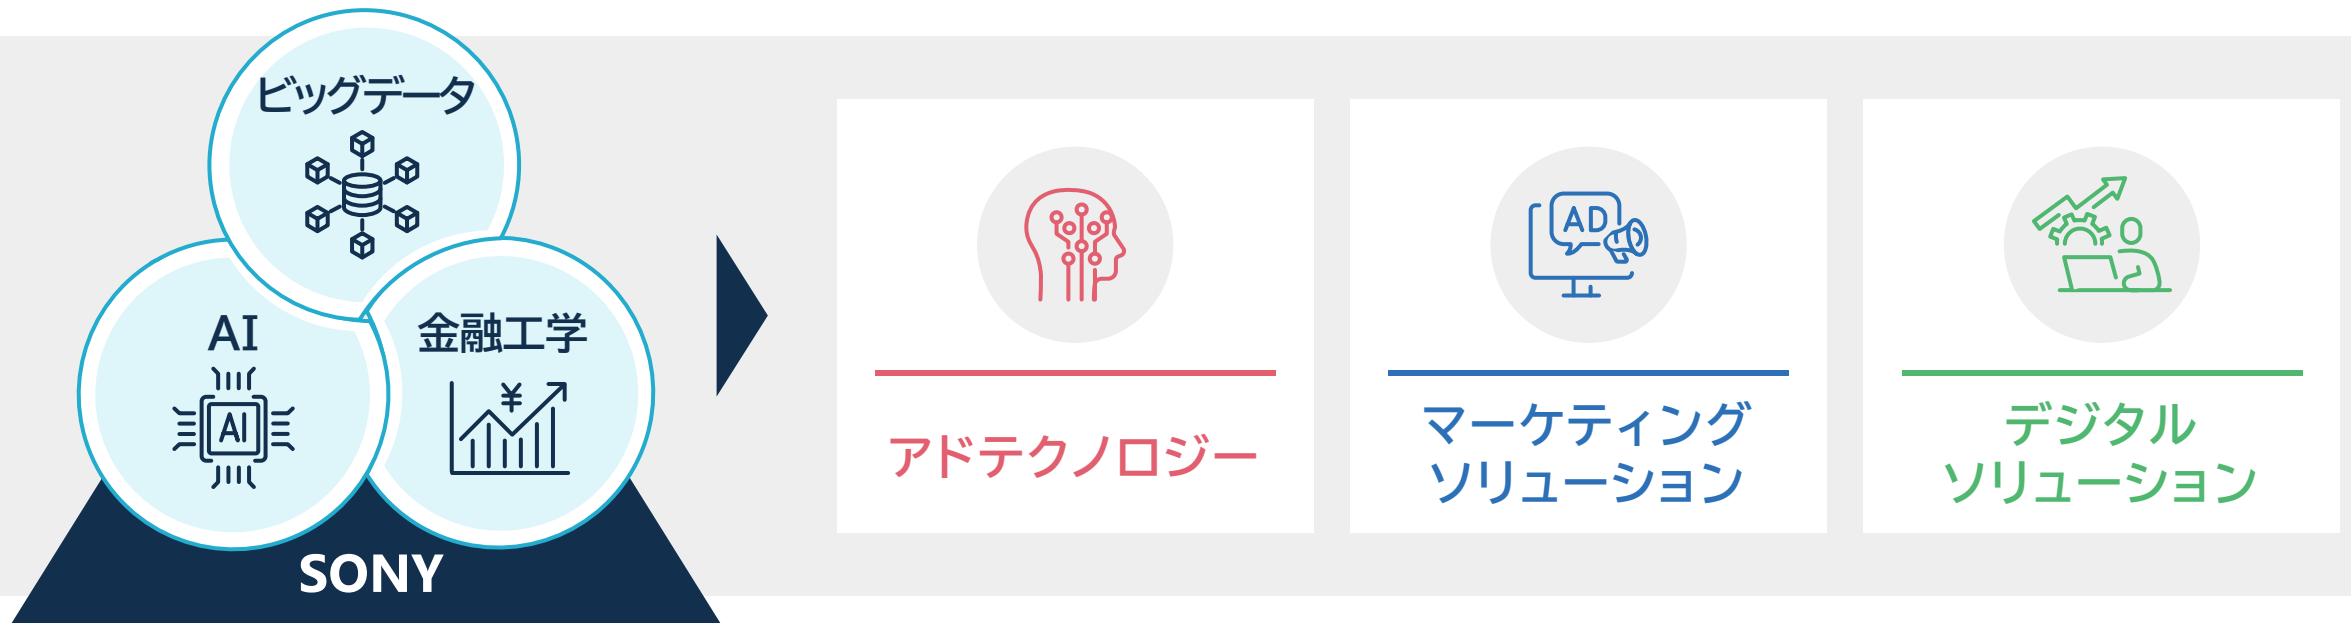 ビッグデータ
AI
AI
金融工学
¥
SONY
アドテクノロジー
AD
マーケティング
ソリューション
デジタル
ソリューション